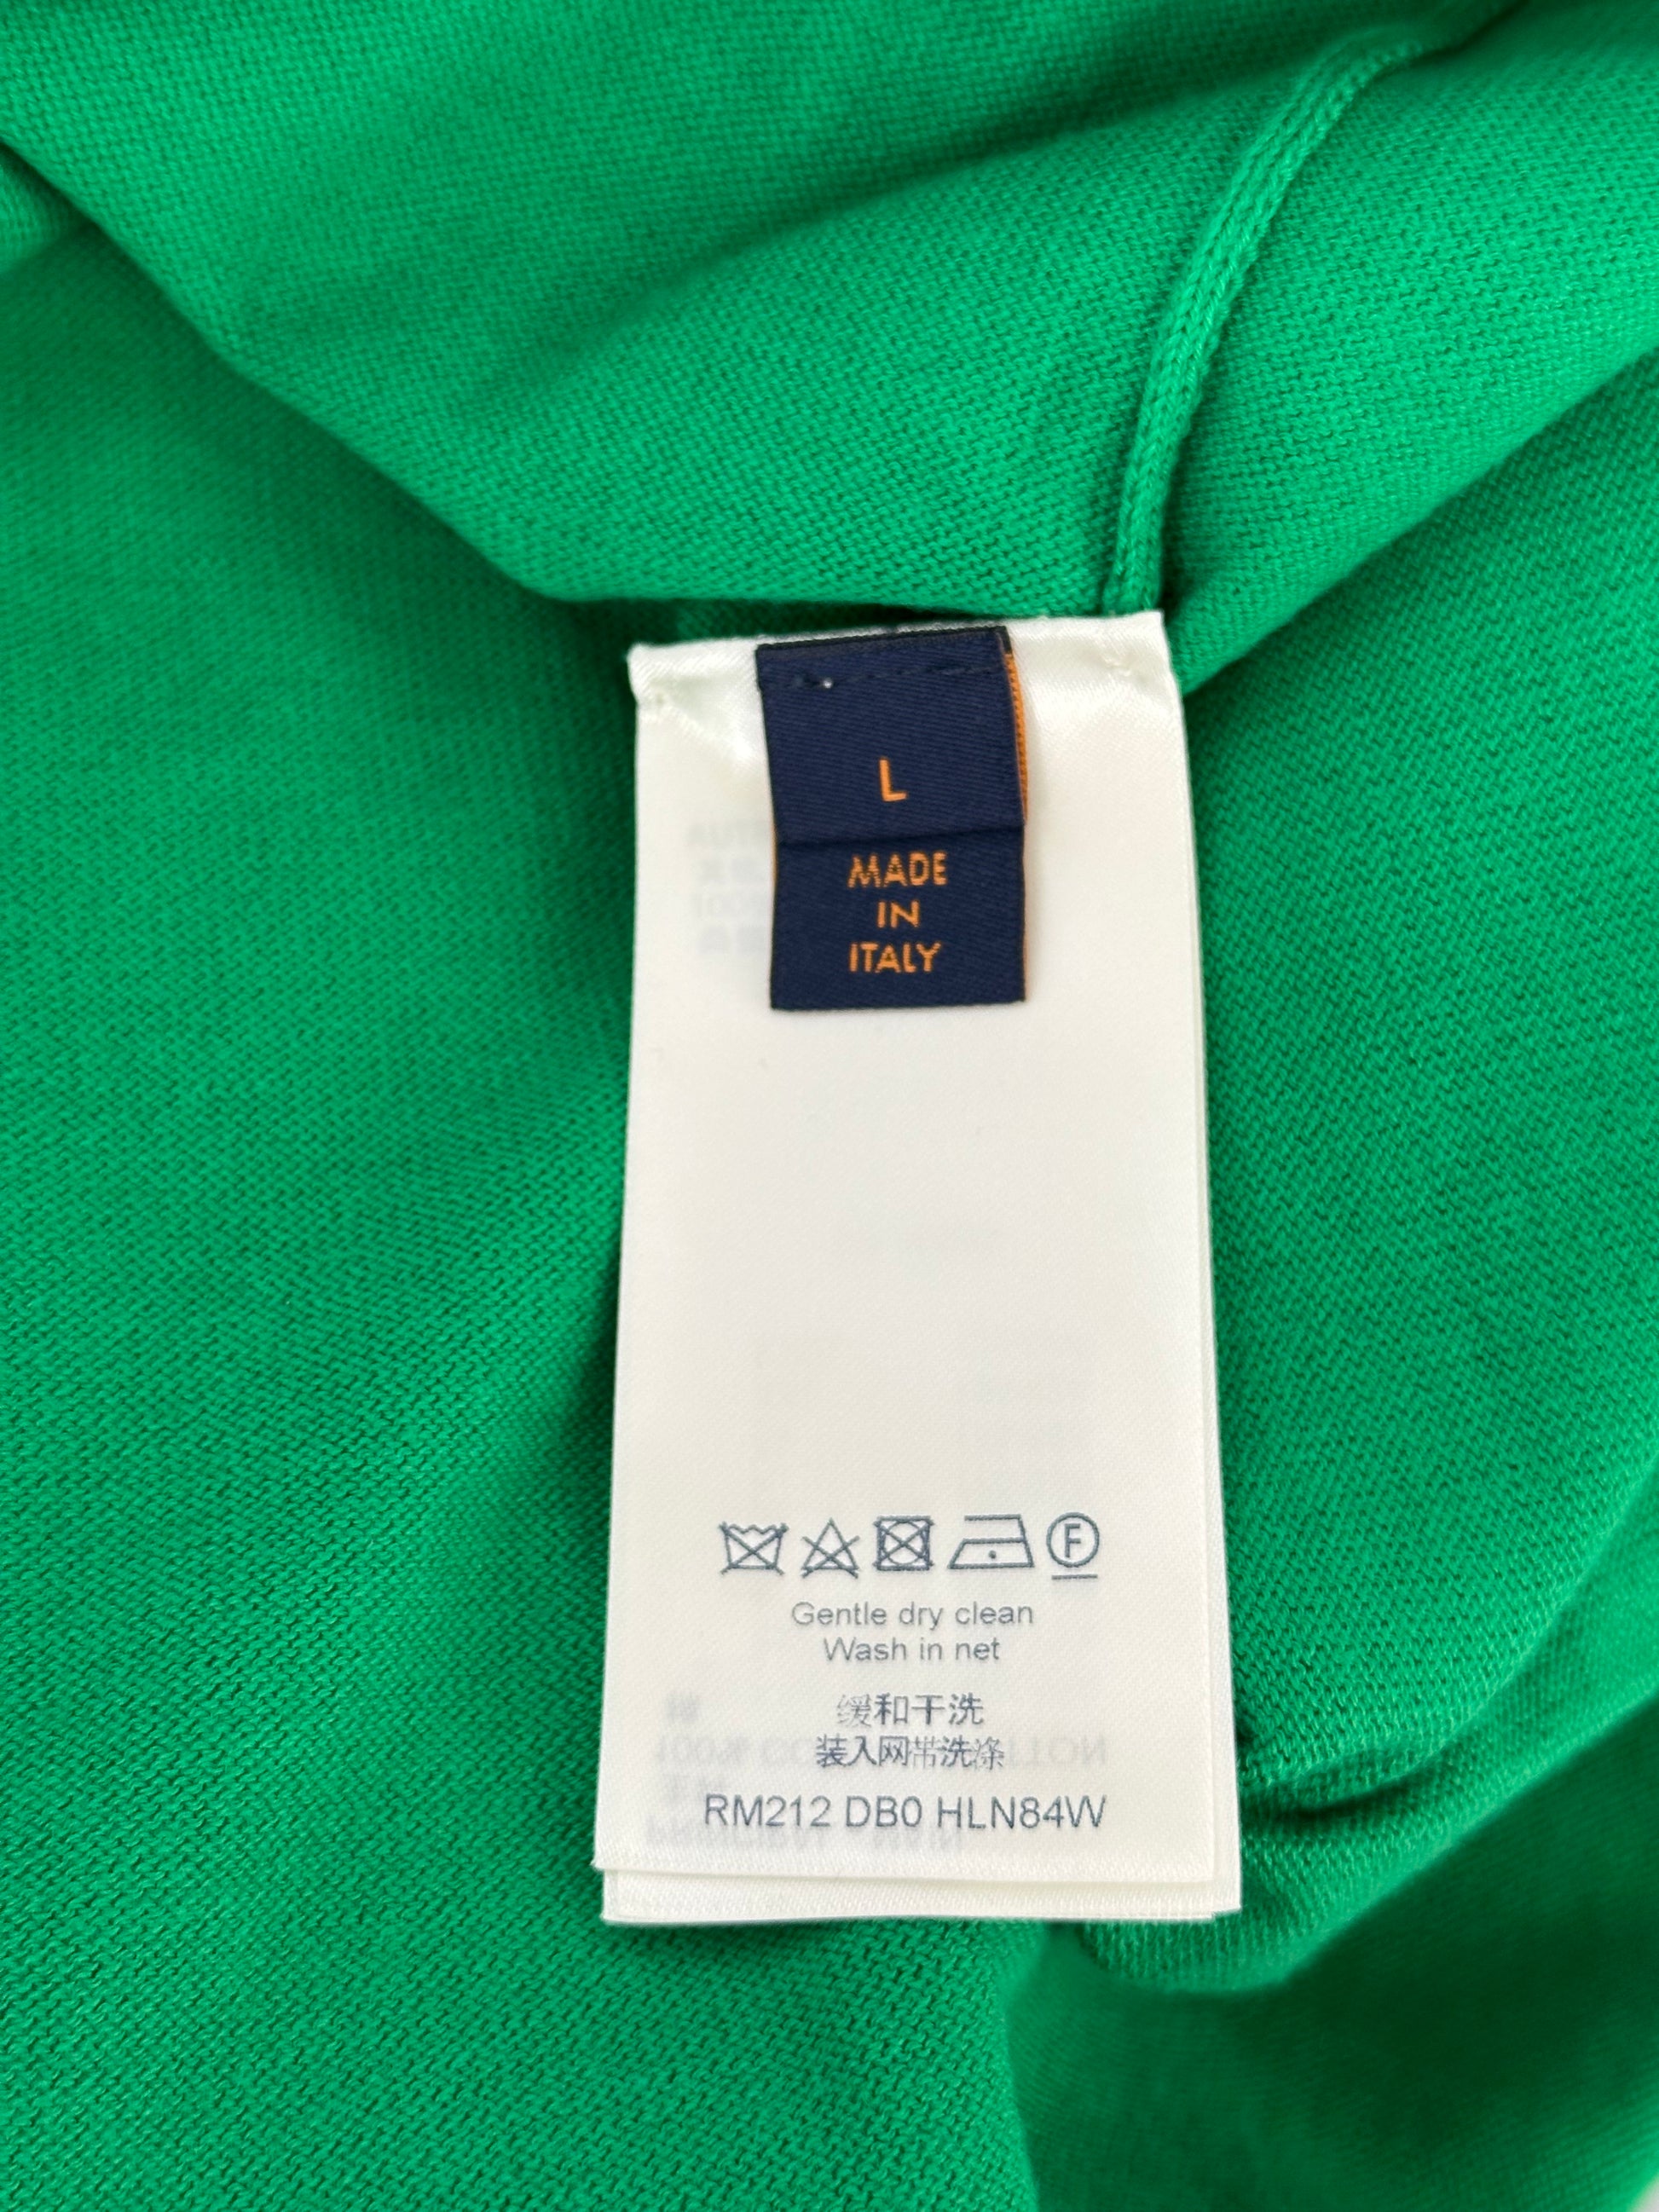 L
MADE
IN
ITALY
F
Gentle dry clean
Wash in net
缓和干洗
装入网带洗涤
RM212 DB0 HLN84W